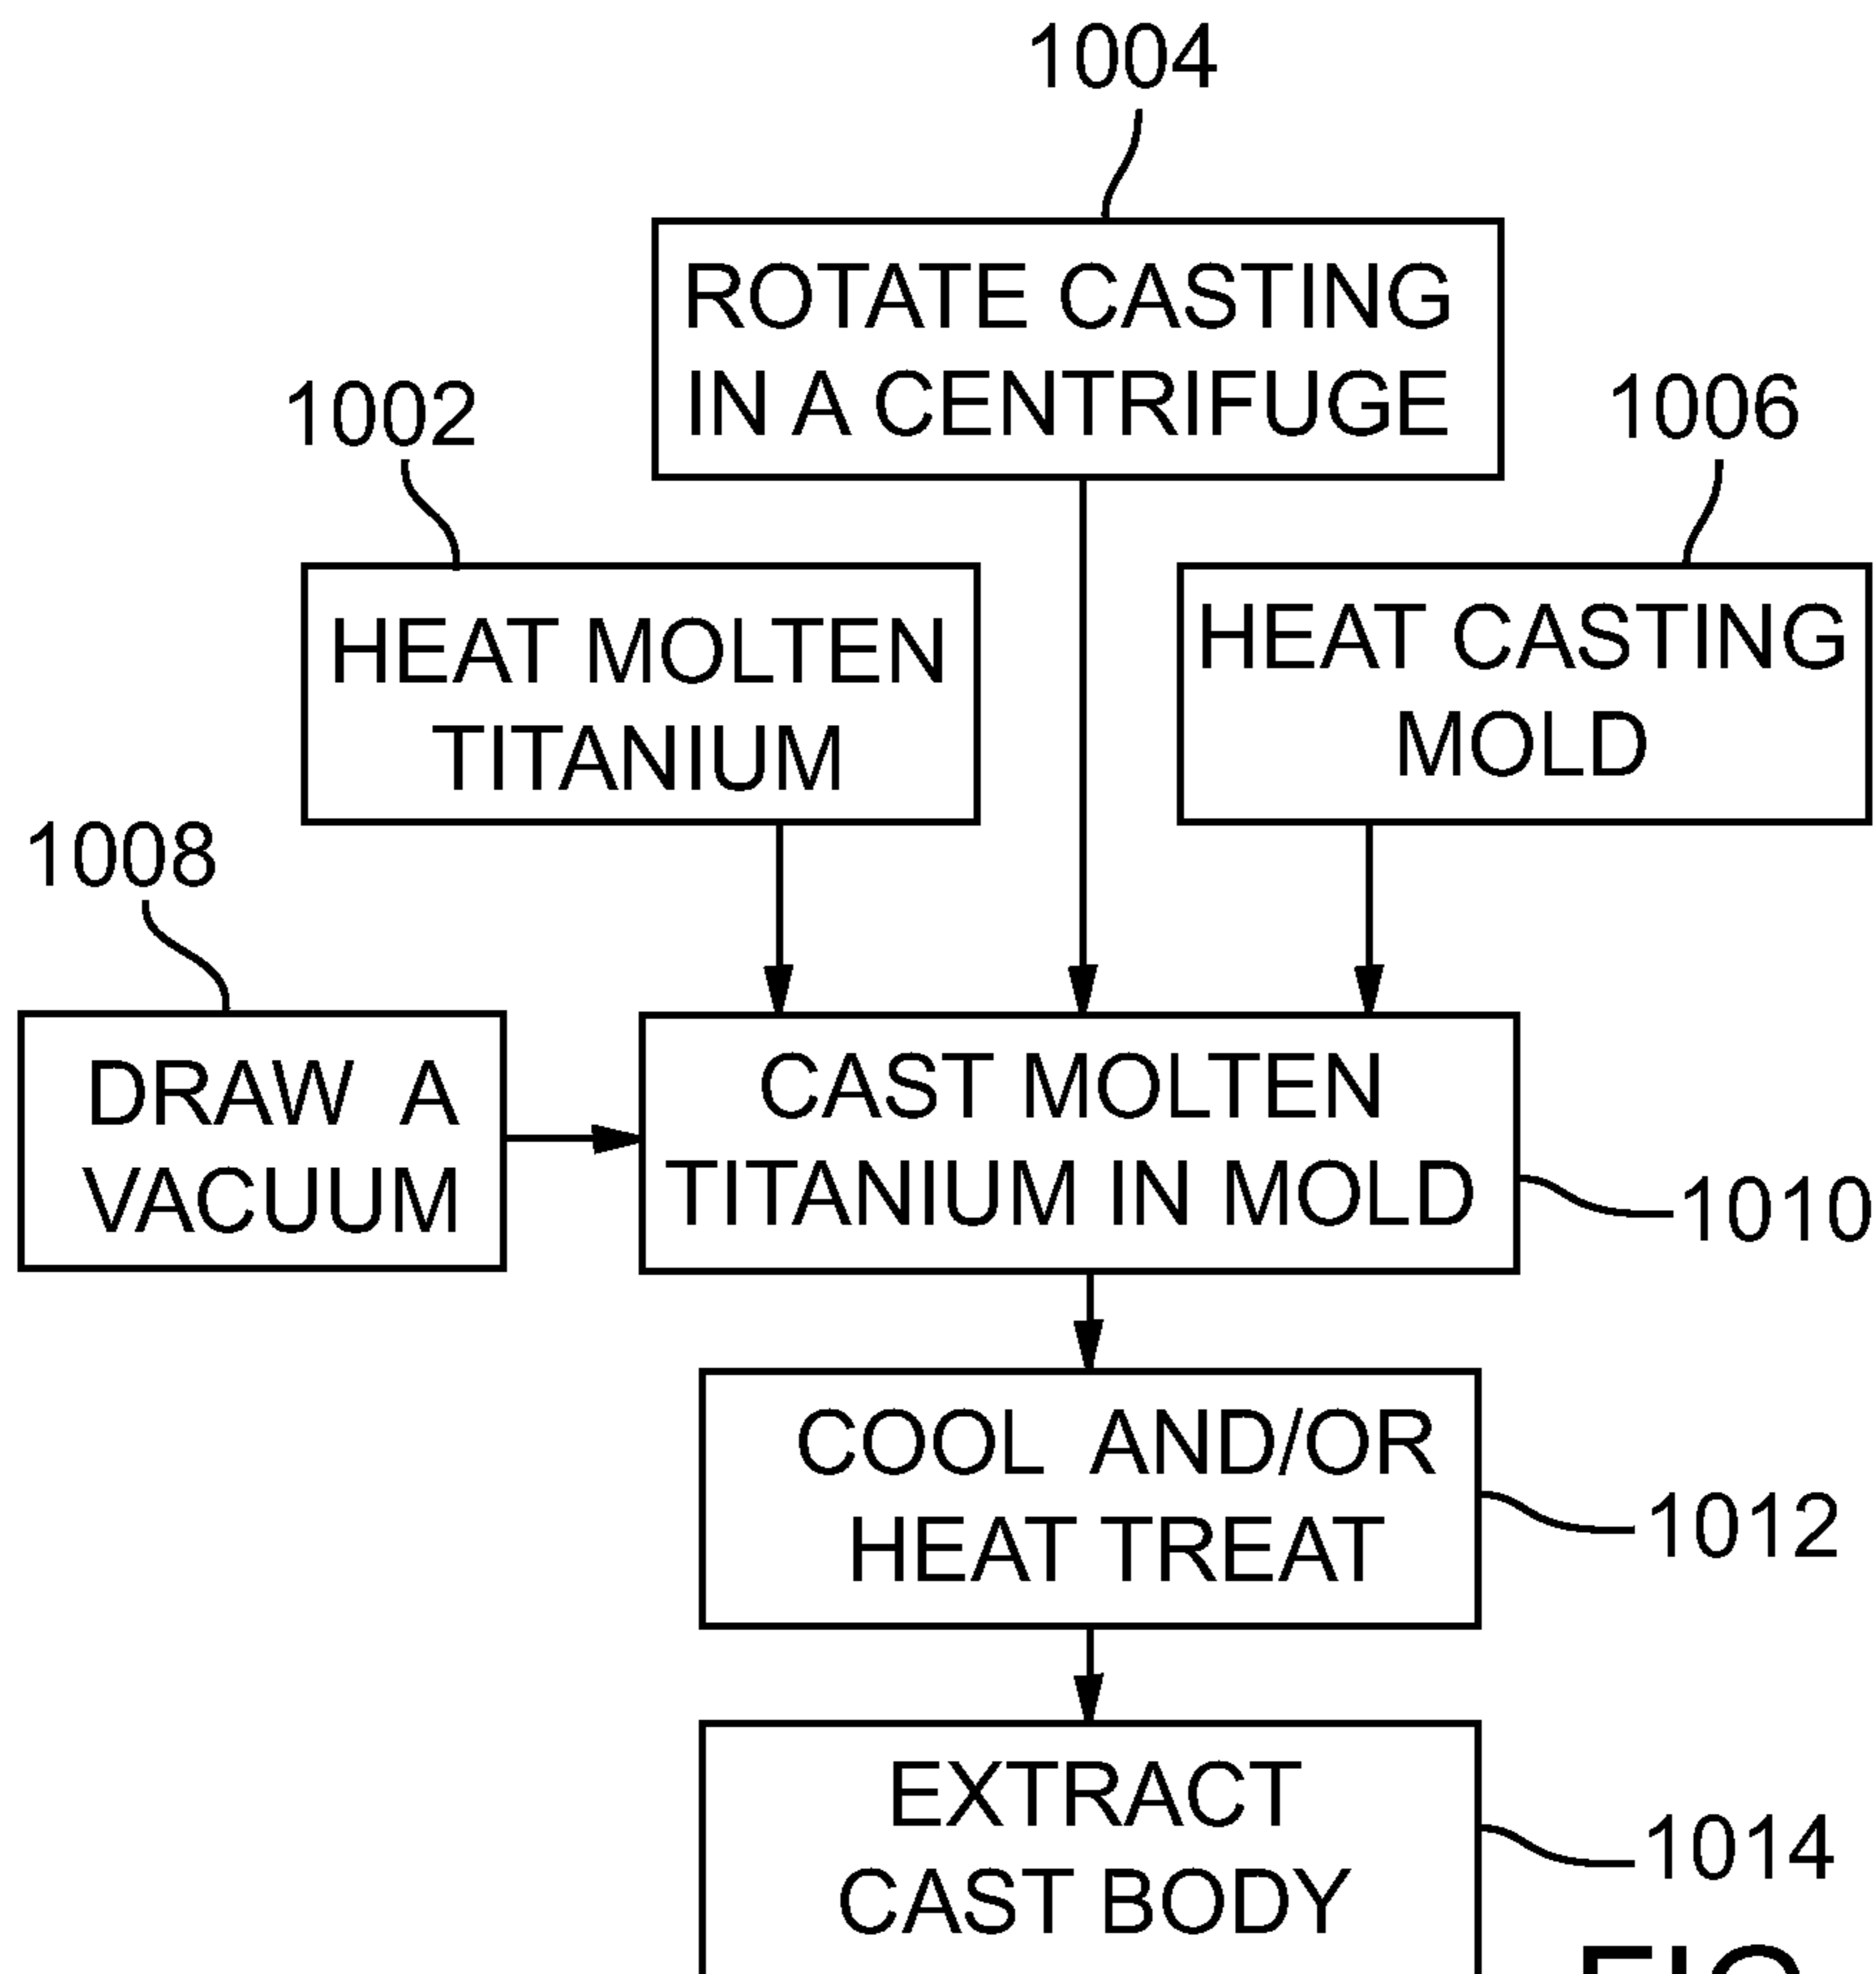 1004
ROTATE CASTING
IN A CENTRIFUGE
1002
1006
HEAT MOLTEN
TITANIUM
HEAT CASTING
MOLD
1008
DRAW A
VACUUM
CAST MOLTEN
TITANIUM IN MOLD
1010
COOL AND/OR
HEAT TREAT
1012
EXTRACT
CAST BODY
1014